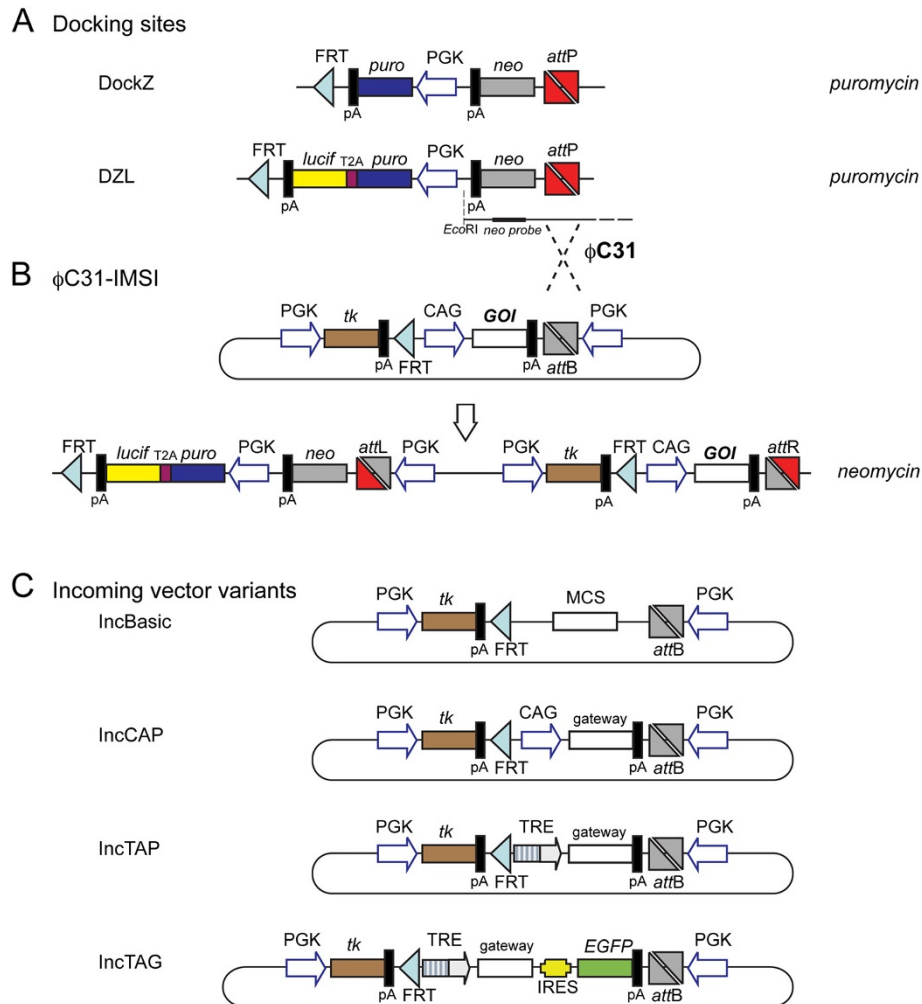 A Docking sites
FRT puro PGK neo attP
DockZ puromycin
pA pA
FRT lucif T2A puro PGK neo attP
DZL puromycin
pA pA
EcoRI neo probe
ϕC31
B ϕC31-IMSI
PGK tk CAG GOI PGK
pA FRT pA attB
FRT lucif T2A puro PGK neo attL PGK PGK tk FRT CAG GOI attR
neomycin
pA pA pA pA
C Incoming vector variants
IncBasic
PGK tk MCS PGK
pA FRT attB
IncCAP
PGK tk CAG gateway PGK
pA FRT pA attB
IncTAP
PGK tk TRE gateway PGK
pA FRT pA attB
IncTAG
PGK tk TRE gateway EGFP PGK
pA FRT IRES pA attB